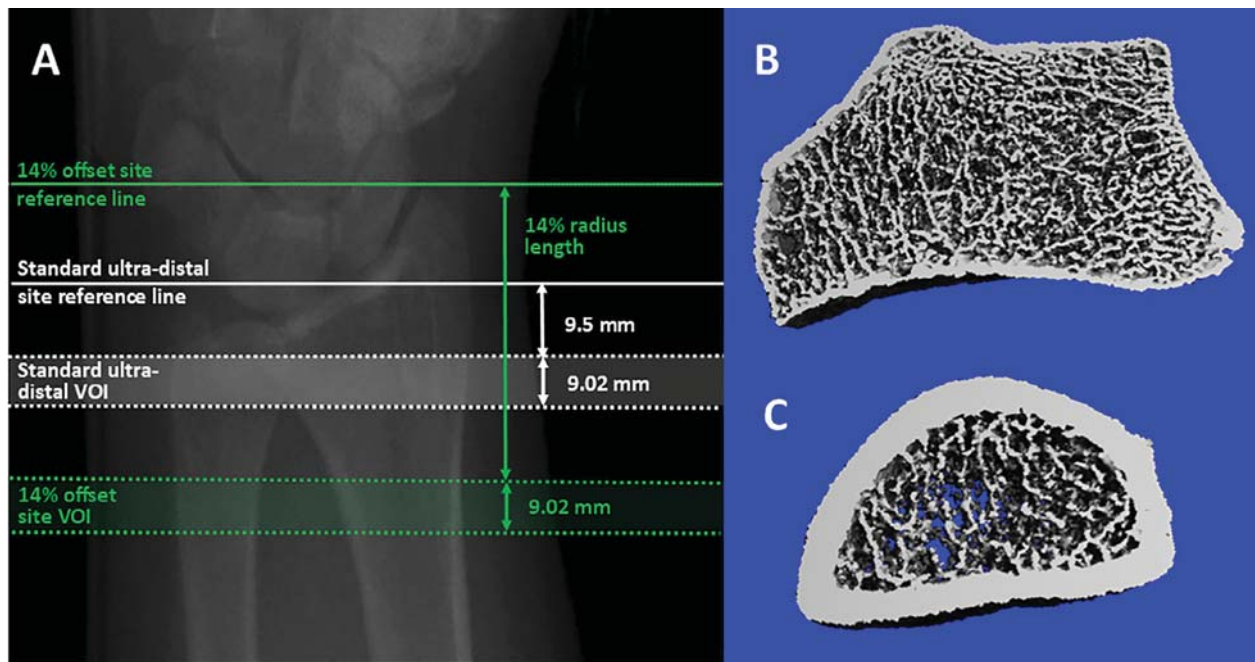 A
14% offset site
reference line
14% radius
length
Standard ultra-distal
site reference line
9.5 mm
Standard ultra-
distal VOI
9.02 mm
14% offset
site VOI
9.02 mm
B
C